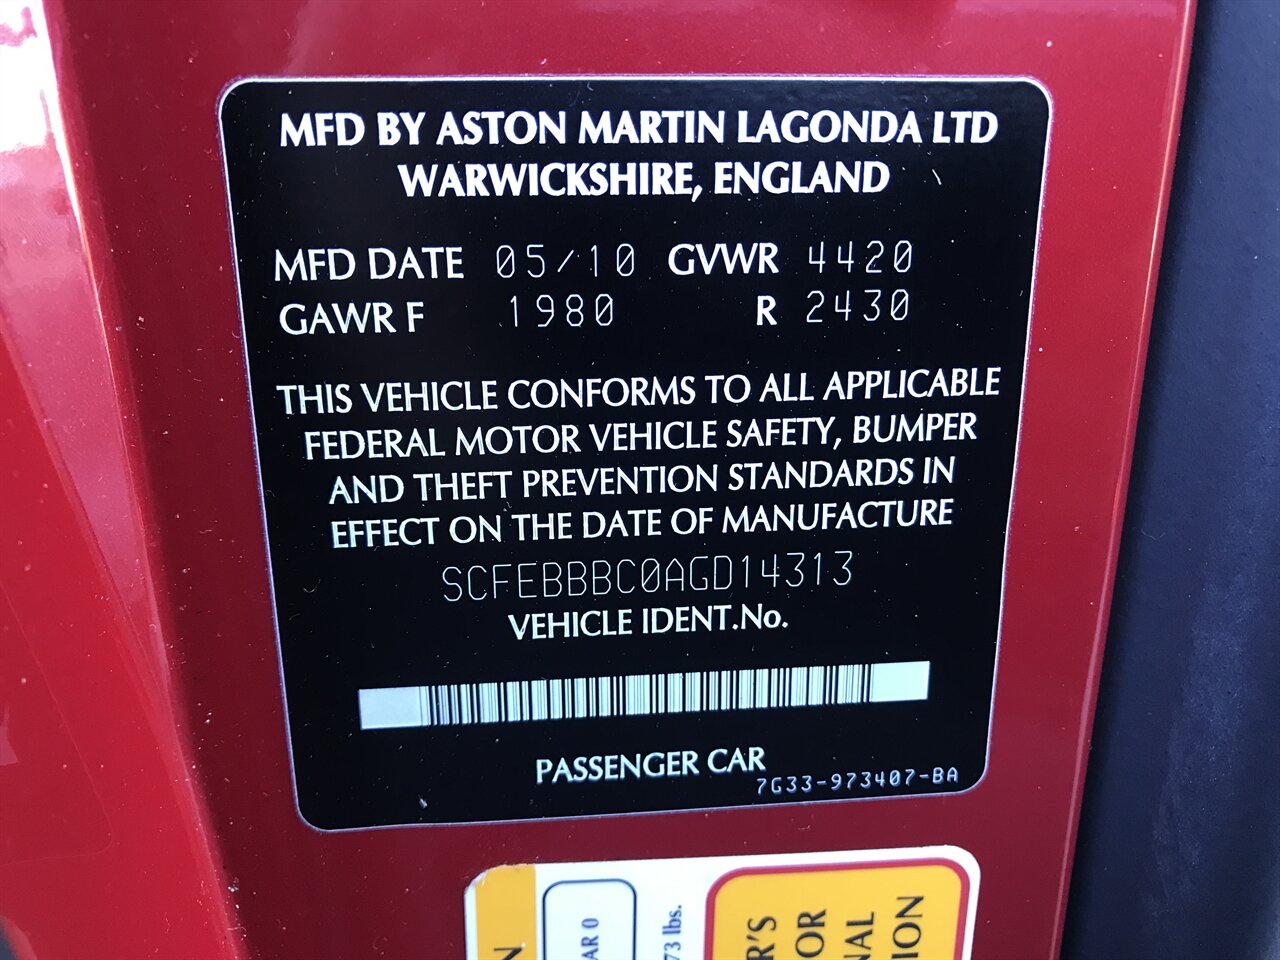 MFD BY ASTON MARTIN LAGONDA LTD
WARWICKSHIRE, ENGLAND
MFD DATE 05/10 GVWR 4420
GAWR F 1980 R 2430
THIS VEHICLE CONFORMS TO ALL APPLICABLE
FEDERAL MOTOR VEHICLE SAFETY, BUMPER
AND THEFT PREVENTION STANDARDS IN
EFFECT ON THE DATE OF MANUFACTURE
SCFEBBBC0AGD14313
VEHICLE IDENT.No.
PASSENGER CAR
7G33-973407-BA